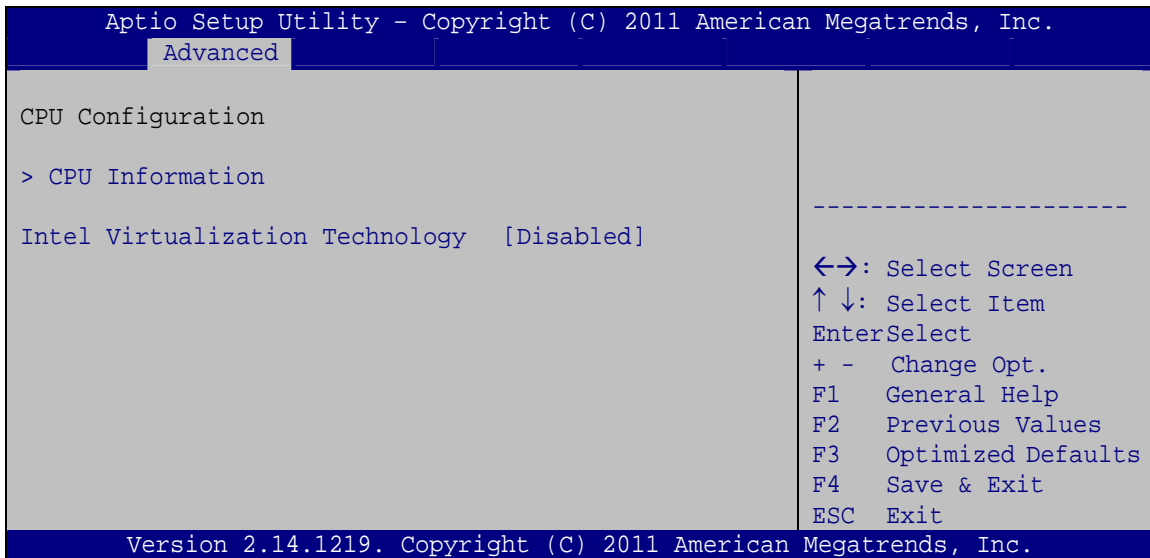 Aptio Setup Utility – Copyright (C) 2011 American Megatrends, Inc.
Advanced
CPU Configuration
> CPU Information
Intel Virtualization Technology [Disabled]
----------------------
←→: Select Screen
↑ ↓: Select Item
EnterSelect
+ - Change Opt.
F1 General Help
F2 Previous Values
F3 Optimized Defaults
F4 Save & Exit
ESC Exit
Version 2.14.1219. Copyright (C) 2011 American Megatrends, Inc.